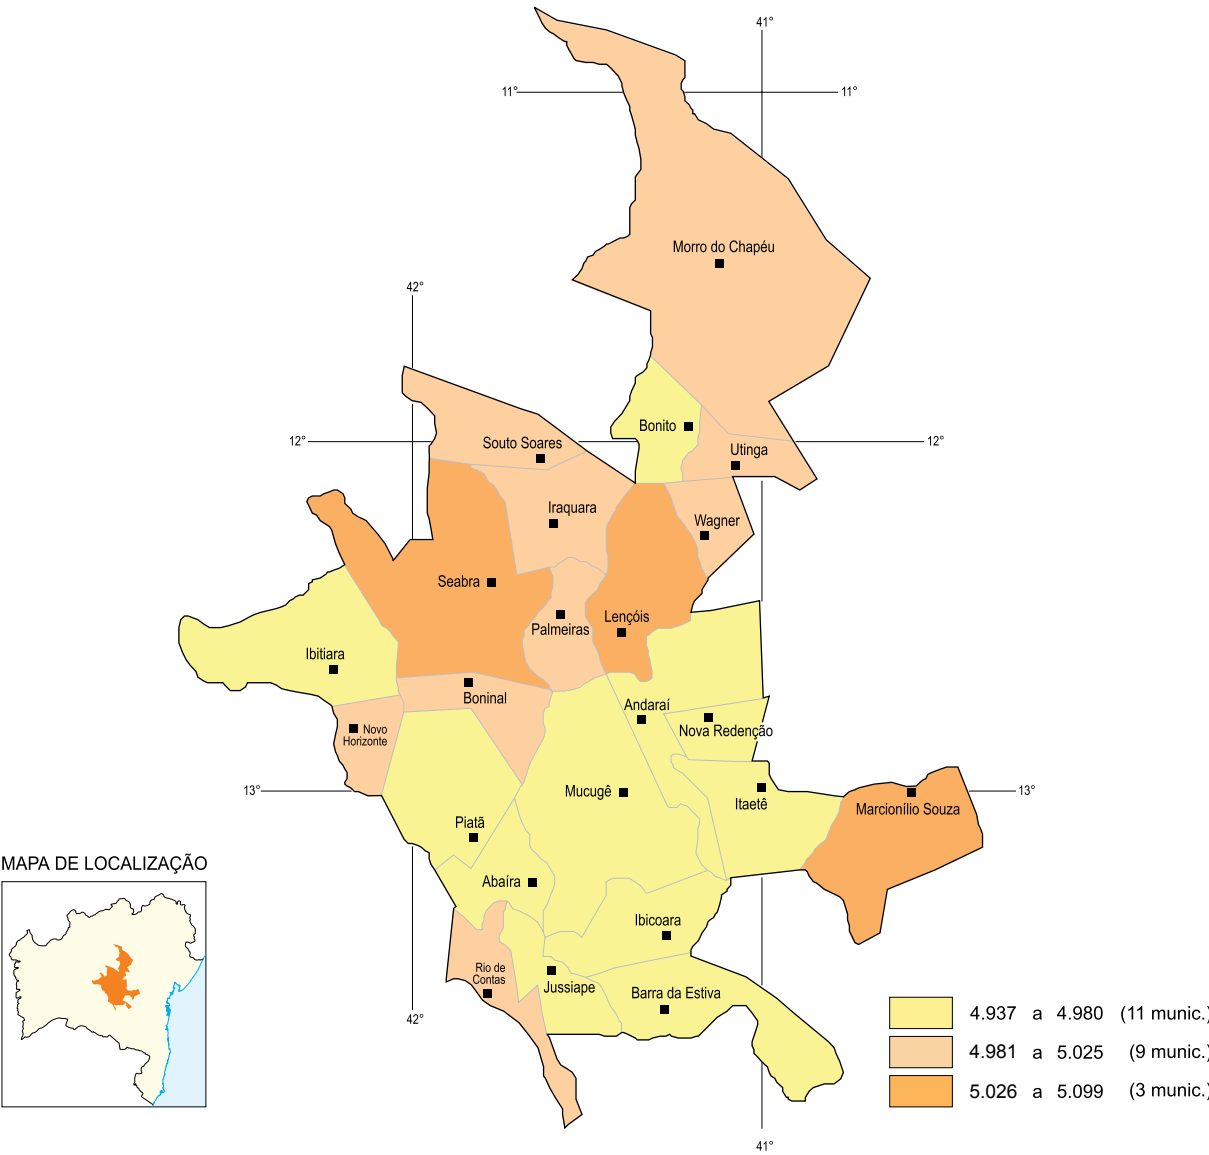 41°
11°
11°
Morro do Chapéu
42°
Bonito
12°
Souto Soares
12°
Utinga
Iraquara
Wagner
Seabra
Lençóis
Palmeiras
Ibitiara
Boninal
Andaraí
Novo
Horizonte
Nova Redenção
13°
Mucugê
13°
Itaetê
Marcionílio Souza
Piatã
MAPA DE LOCALIZAÇÃO
Abaíra
Ibicoara
Rio de
Contas
Jussiape
Barra da Estiva
42°
4.937 a 4.980 (11 munic.)
4.981 a 5.025 (9 munic.)
5.026 a 5.099 (3 munic.)
41°